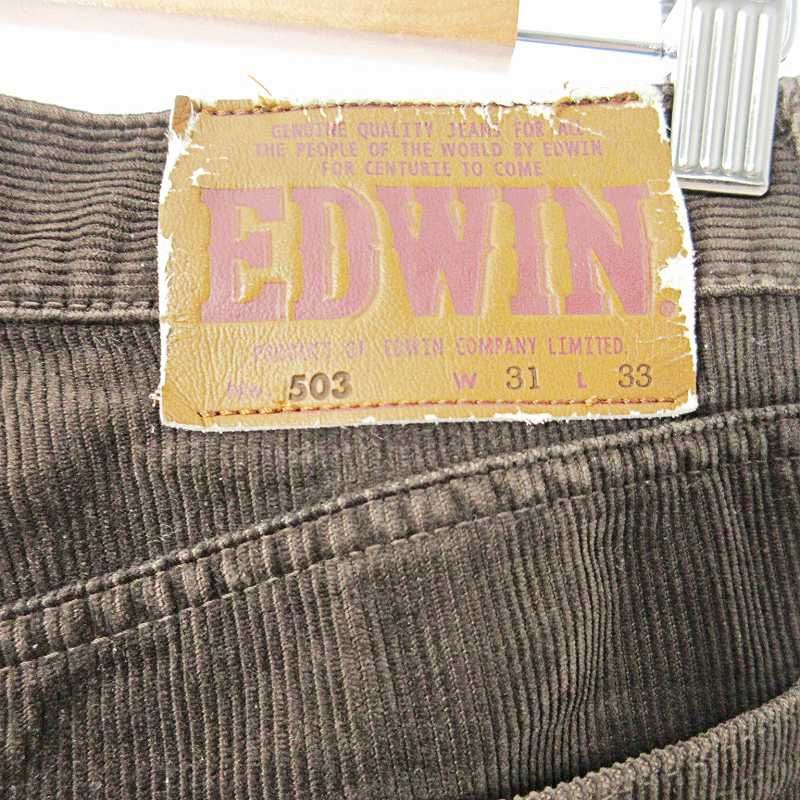 GENUINE QUALITY JEANS FOR ALL
THE PEOPLE OF THE WORLD BY EDWIN
FOR CENTURIE TO COME
EDWIN®
PRODUCT OF EDWIN COMPANY LIMITED.
No. 503 W 31 L 33